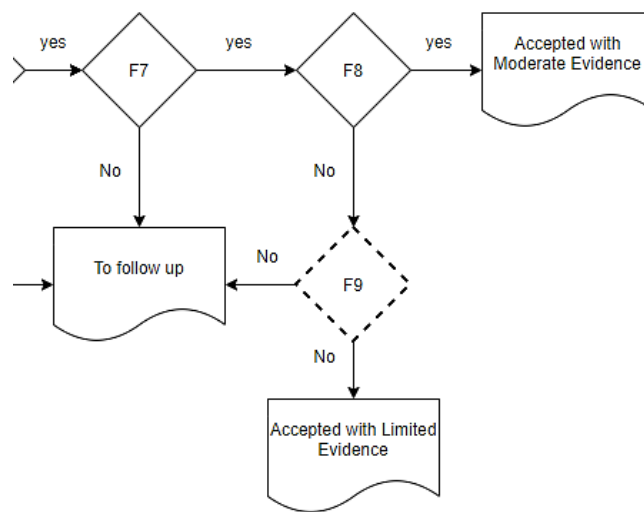 yes
yes
yes
F7
F8
Accepted with
Moderate Evidence
No
No
To follow up
No
F9
No
Accepted with Limited
Evidence